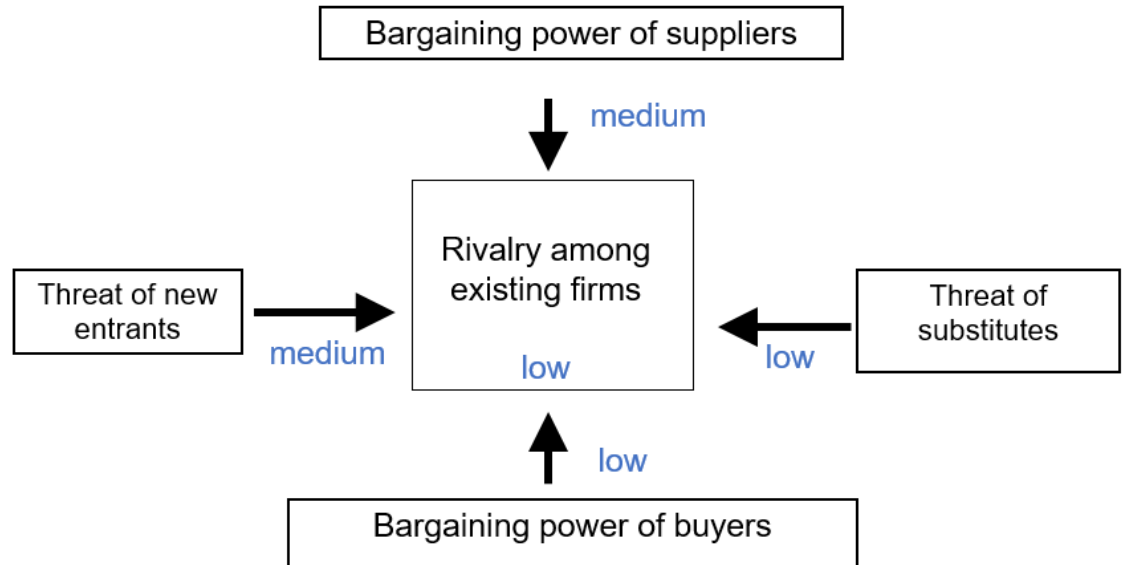 Bargaining power of suppliers
medium
Rivalry among
existing firms
low
Threat of new
entrants
medium
Threat of
substitutes
low
low
Bargaining power of buyers